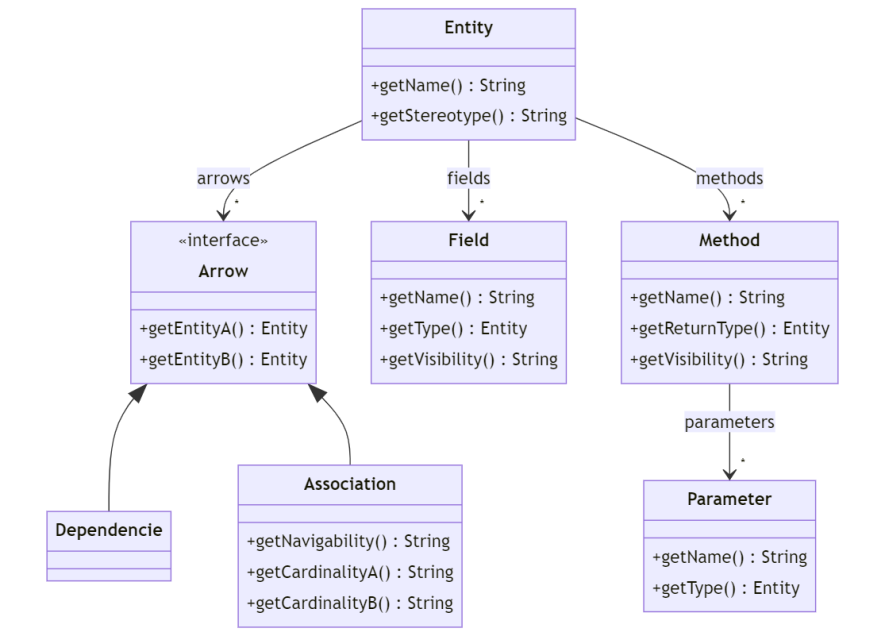 Entity
+getName() : String
+getStereotype() : String
arrows
fields
methods
*
*
*
«interface»
Arrow
+getEntityA() : Entity
+getEntityB() : Entity
Field
+getName() : String
+getType() : Entity
+getVisibility() : String
Method
+getName() : String
+getReturnType() : Entity
+getVisibility() : String
parameters
*
Dependencie
Association
+getNavigability() : String
+getCardinalityA() : String
+getCardinalityB() : String
Parameter
+getName() : String
+getType() : Entity